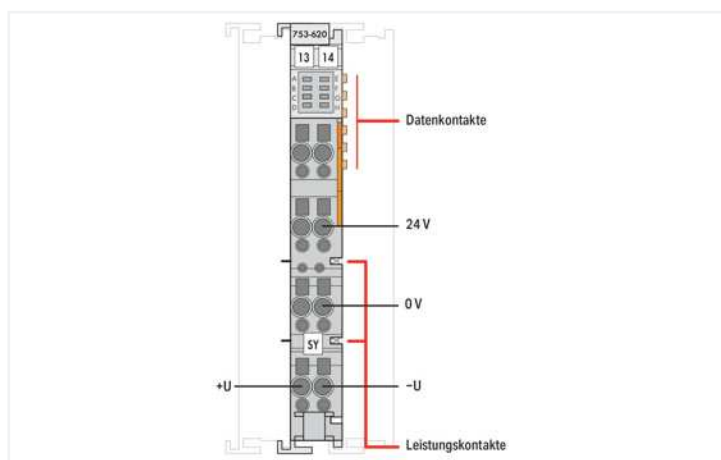 753-620
13 14
A E
B F
C G
D H
Datenkontakte
24 V
0 V
SY
+U
–U
Leistungskontakte